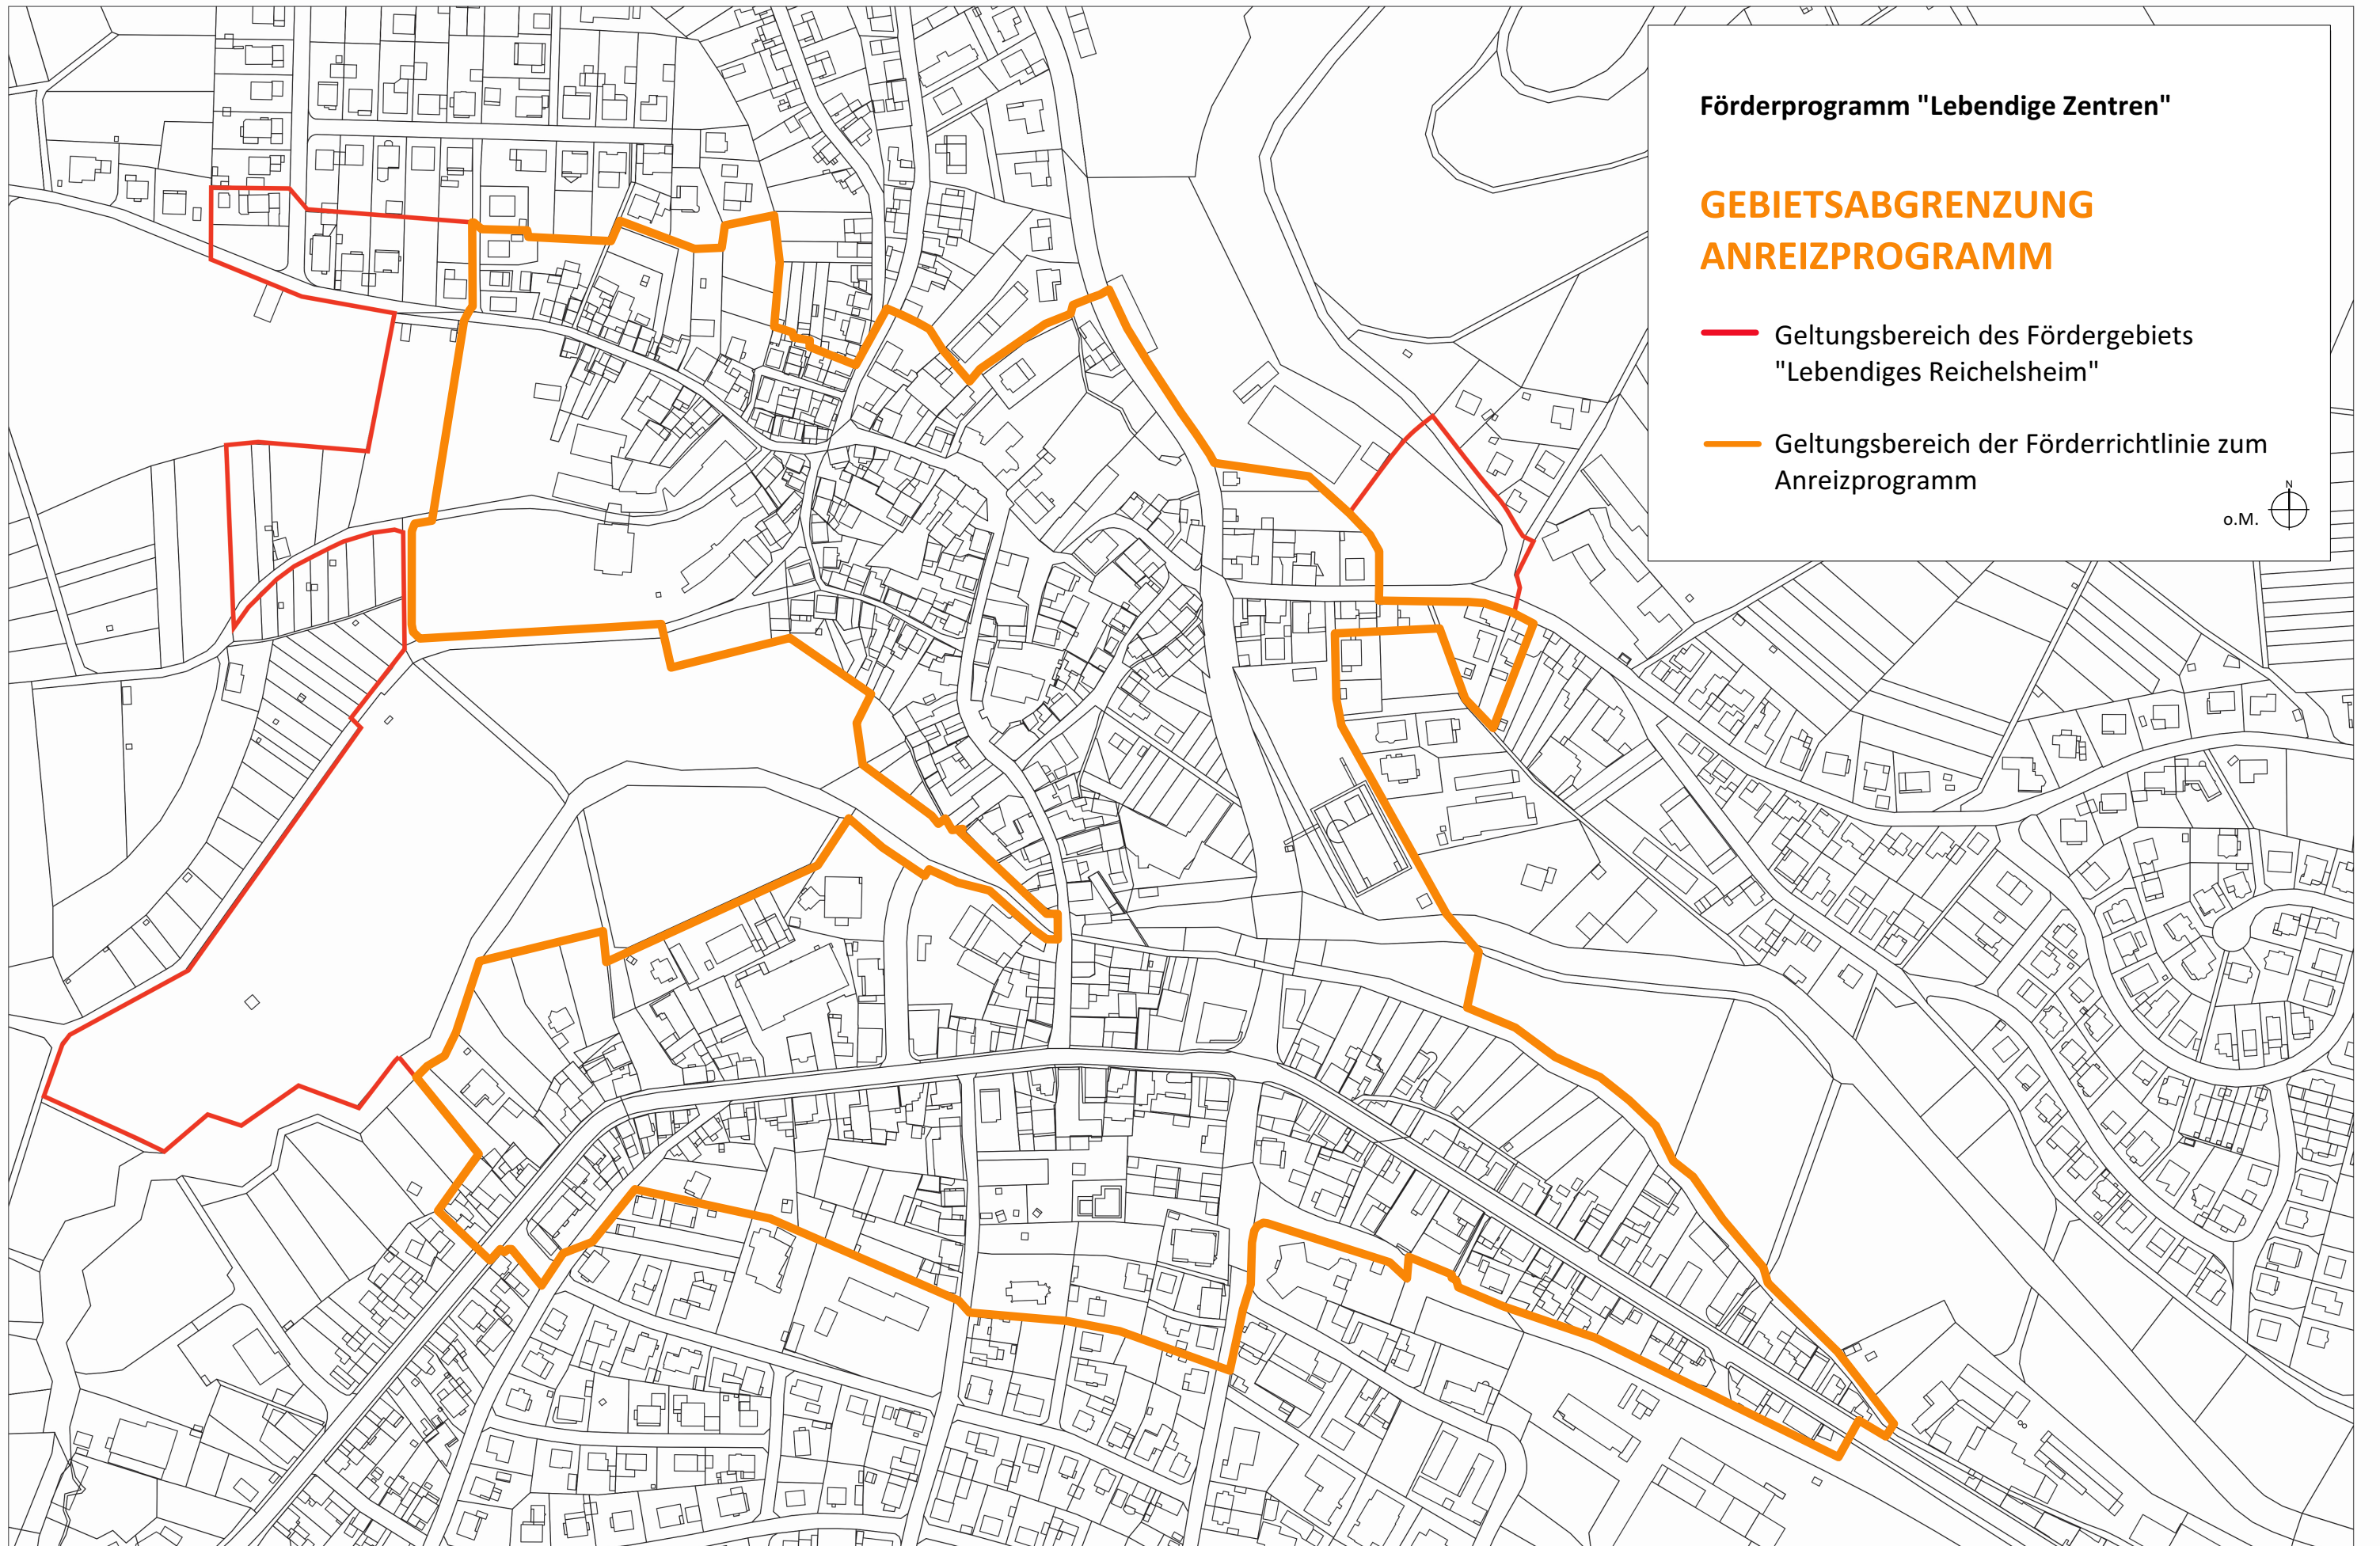 Förderprogramm "Lebendige Zentren"
GEBIETSABGRENZUNG
ANREIZPROGRAMM
Geltungsbereich des Fördergebiets
"Lebendiges Reichelsheim"
Geltungsbereich der Förderrichtlinie zum
Anreizprogramm
N
o.M.